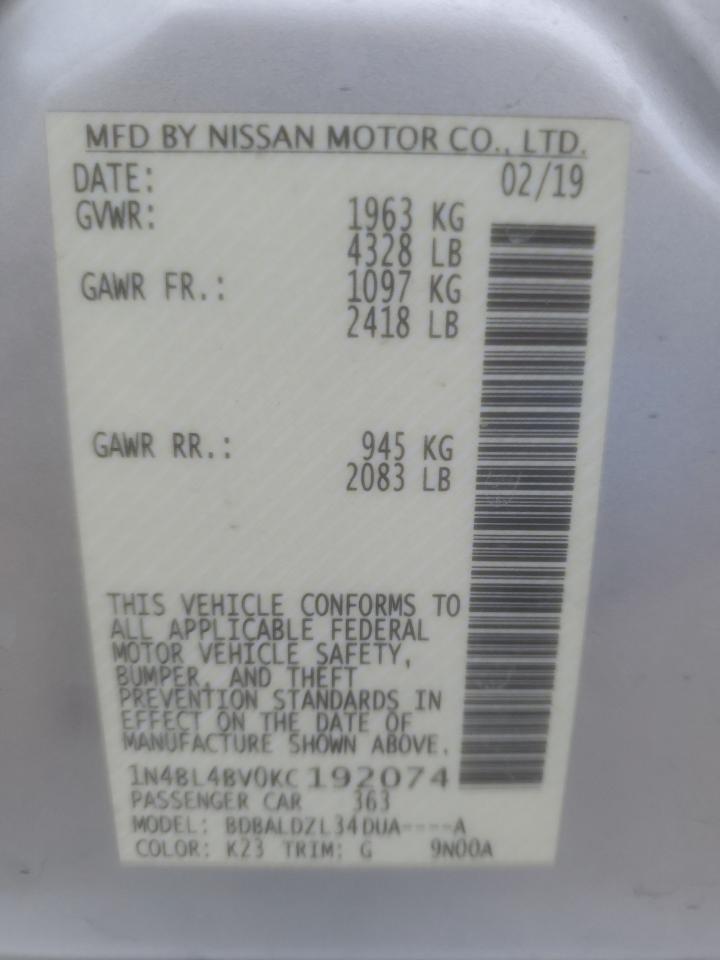 MFD BY NISSAN MOTOR CO., LTD.
DATE: 02/19
GVWR: 1963 KG
4328 LB
GAWR FR.: 1097 KG
2418 LB
GAWR RR.: 945 KG
2083 LB
THIS VEHICLE CONFORMS TO
ALL APPLICABLE FEDERAL
MOTOR VEHICLE SAFETY,
BUMPER, AND THEFT
PREVENTION STANDARDS IN
EFFECT ON THE DATE OF
MANUFACTURE SHOWN ABOVE.
1N4BL4BV0KC192074
PASSENGER CAR 363
MODEL: BDBALDZL34DUA----A
COLOR: K23 TRIM: G 9N00A